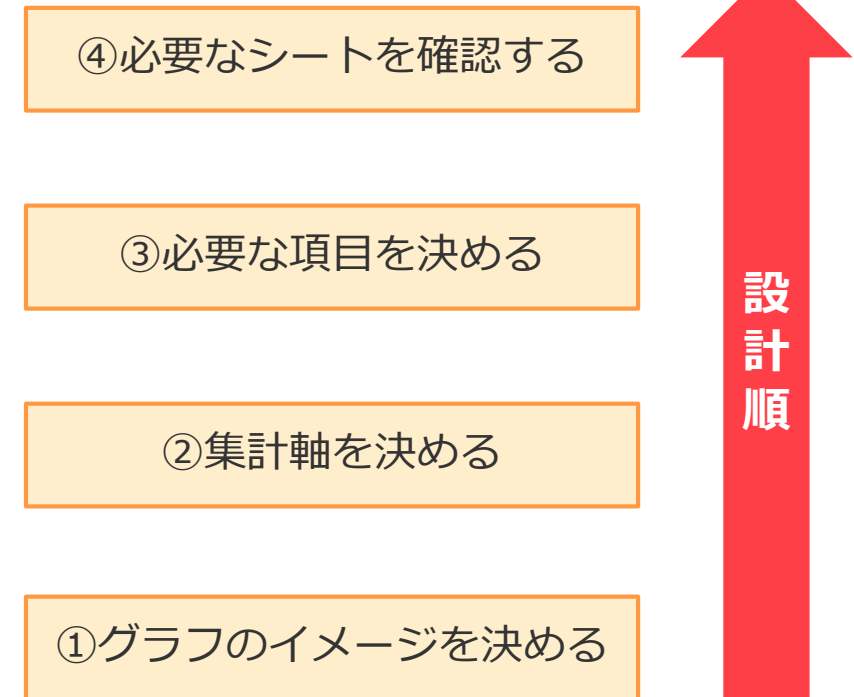 ④必要なシートを確認する
③必要な項目を決める
②集計軸を決める
①グラフのイメージを決める
設計順